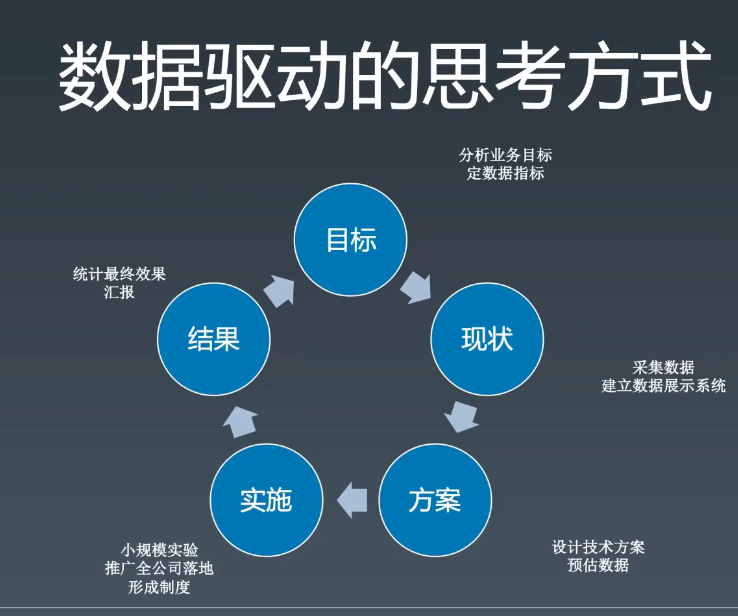 数据驱动的思考方式
分析业务目标
定数据指标
目标
现状
采集数据
建立数据展示系统
方案
设计技术方案
预估数据
实施
小规模实验
推广全公司落地
形成制度
结果
统计最终效果
汇报